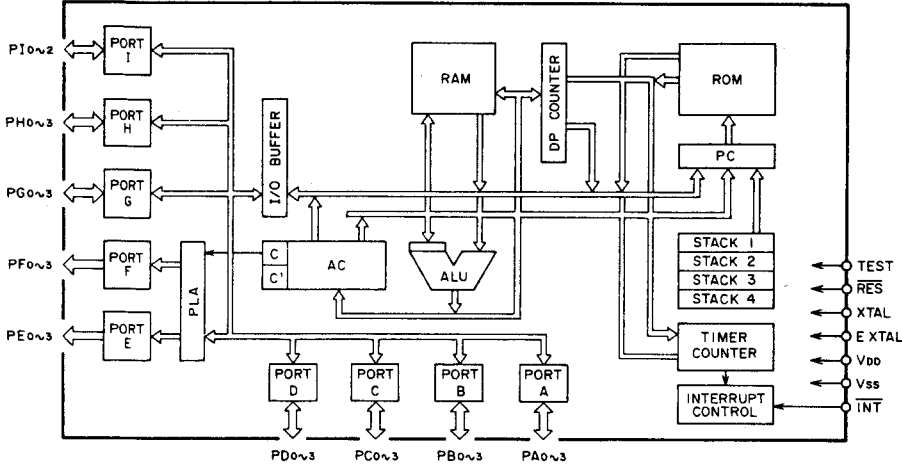 PI0~2
PORT
I
PH0~3
PORT
H
PG0~3
PORT
G
PF0~3
PORT
F
PE0~3
PORT
E
PLA
I/O BUFFER
C
C'
AC
RAM
ALU
DP COUNTER
ROM
PC
STACK 1
STACK 2
STACK 3
STACK 4
TIMER
COUNTER
INTERRUPT
CONTROL
TEST
RES
XTAL
EXTAL
VDD
VSS
INT
PORT
D
PORT
C
PORT
B
PORT
A
PD0~3
PC0~3
PB0~3
PA0~3